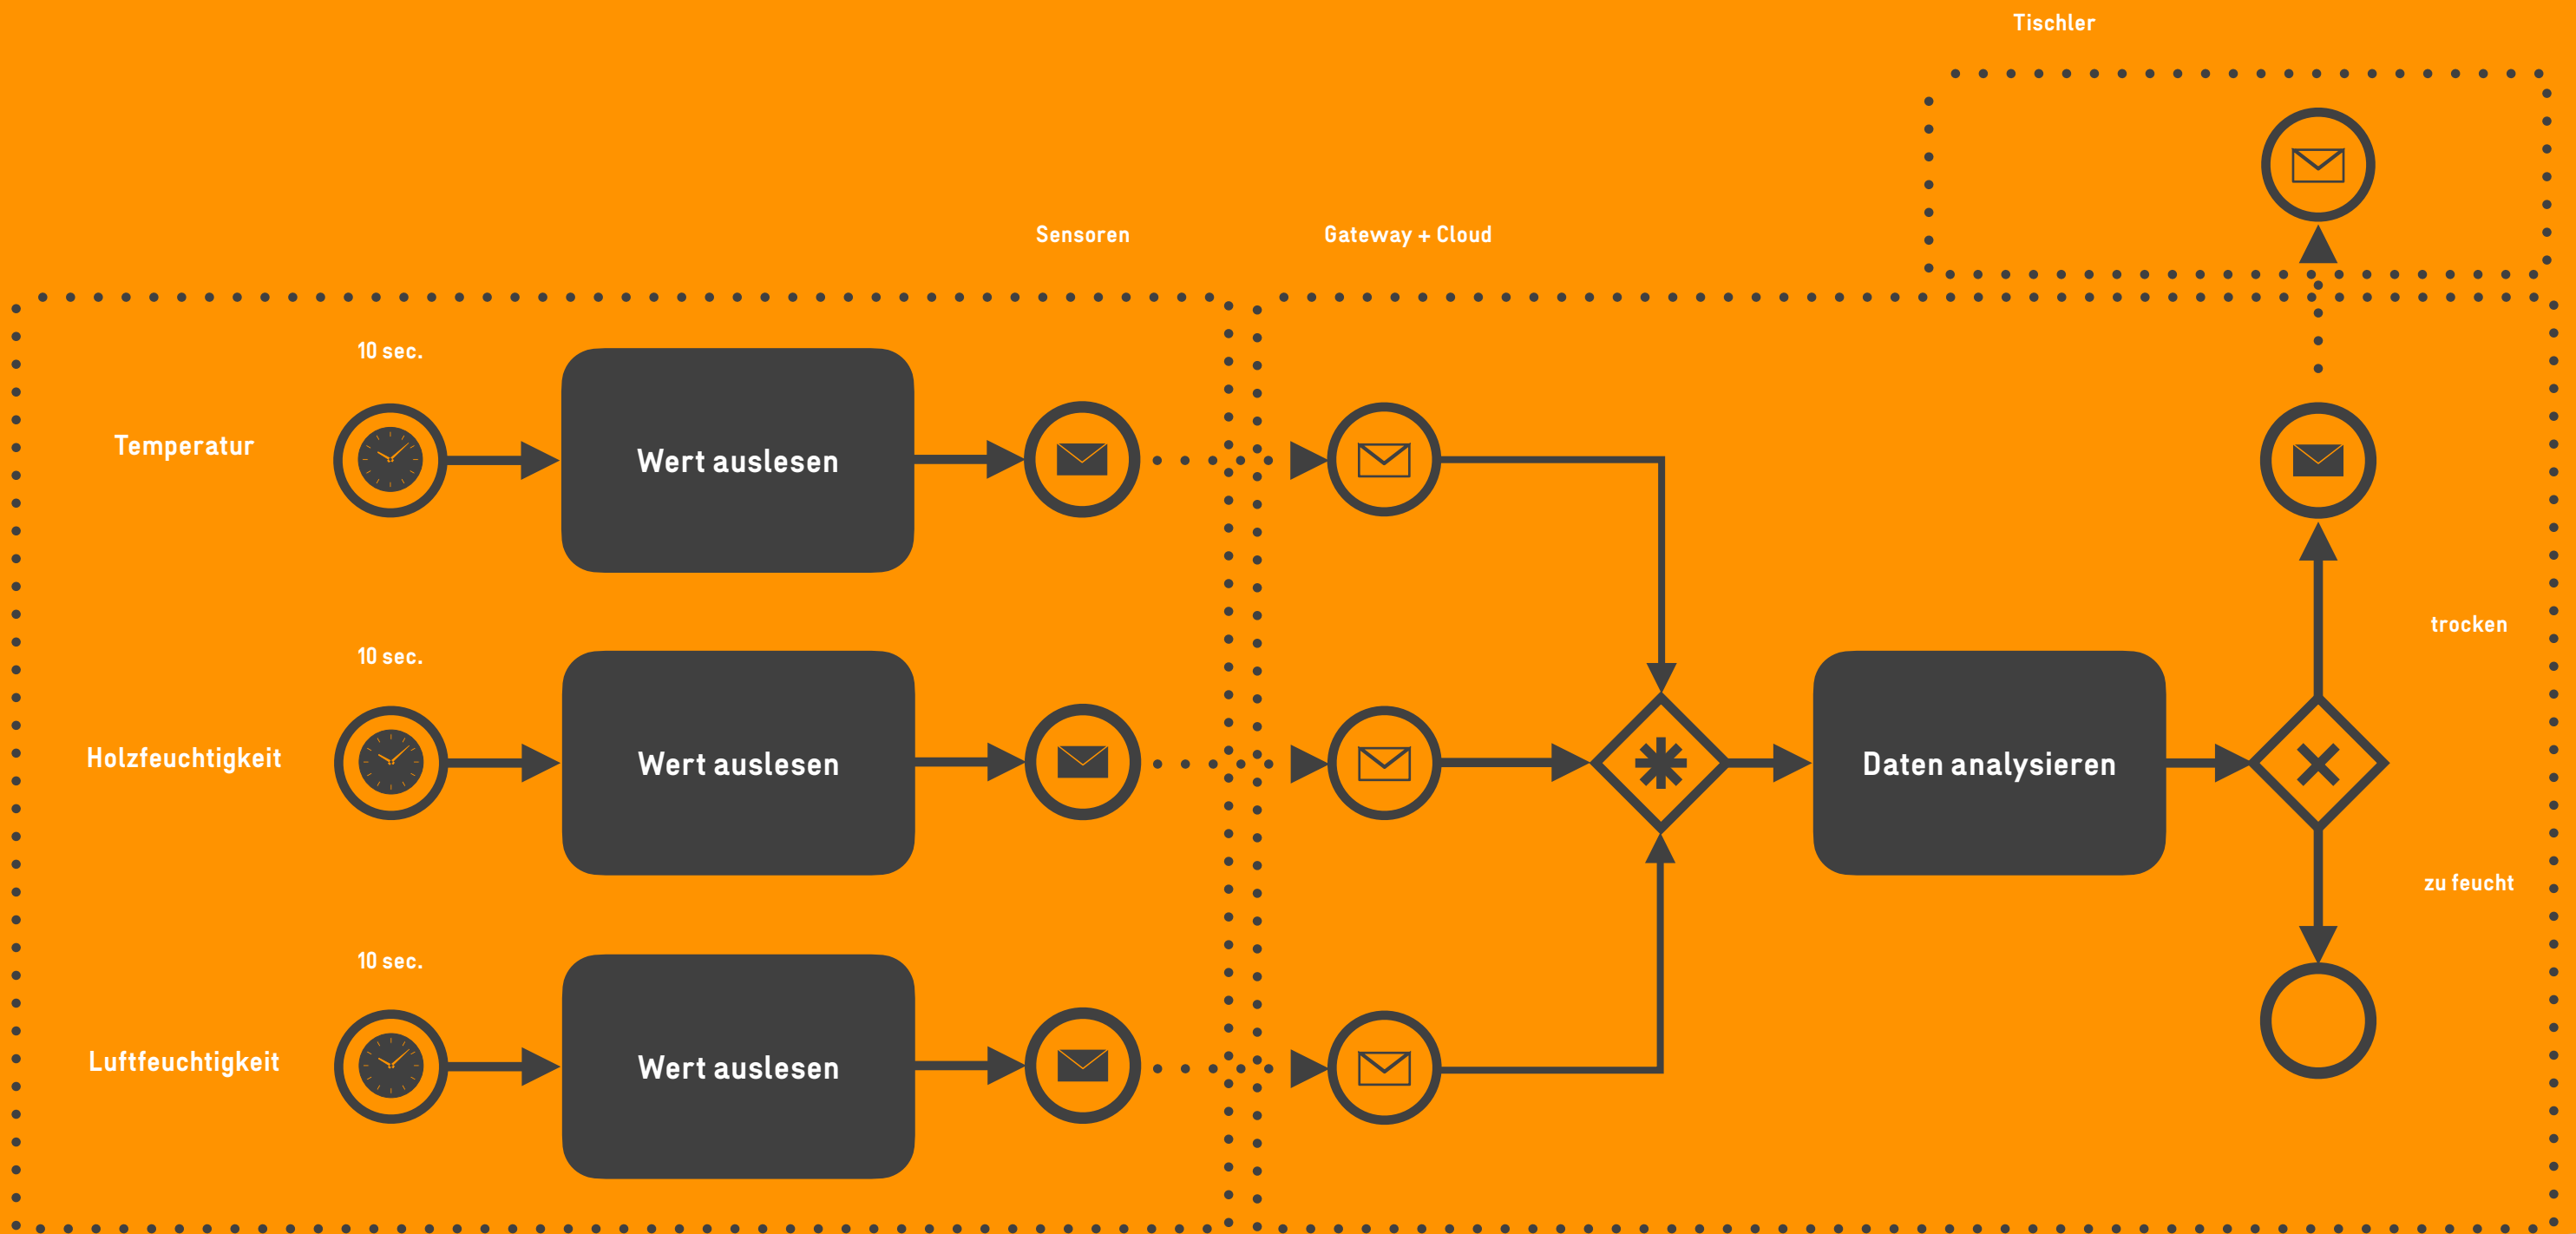 Tischler
Sensoren
Gateway + Cloud
10 sec.
Temperatur
Wert auslesen
trocken
10 sec.
Holzfeuchtigkeit
Wert auslesen
Daten analysieren
zu feucht
10 sec.
Luftfeuchtigkeit
Wert auslesen